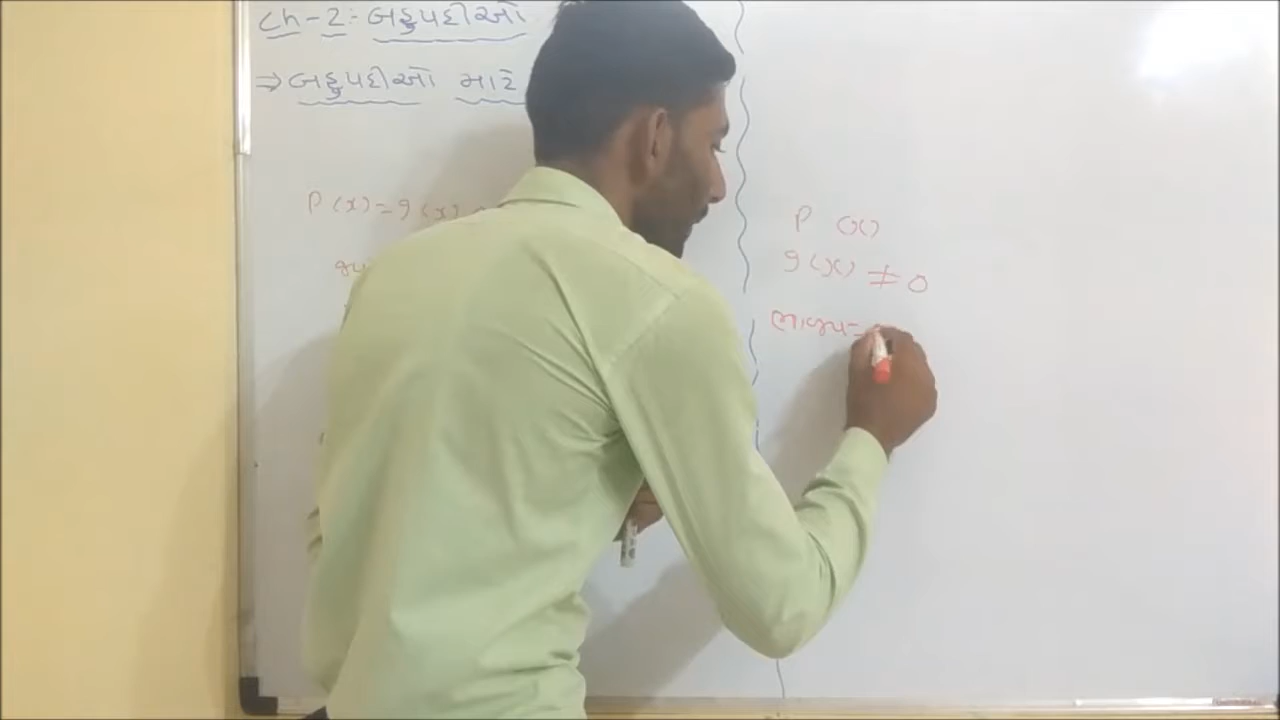 Ch-2:- બહુપદીઓ
⇒ બહુપદીઓ માટે
P(x)=g(x)
P(x)
g(x) ≠ 0
ભાજ્ય=